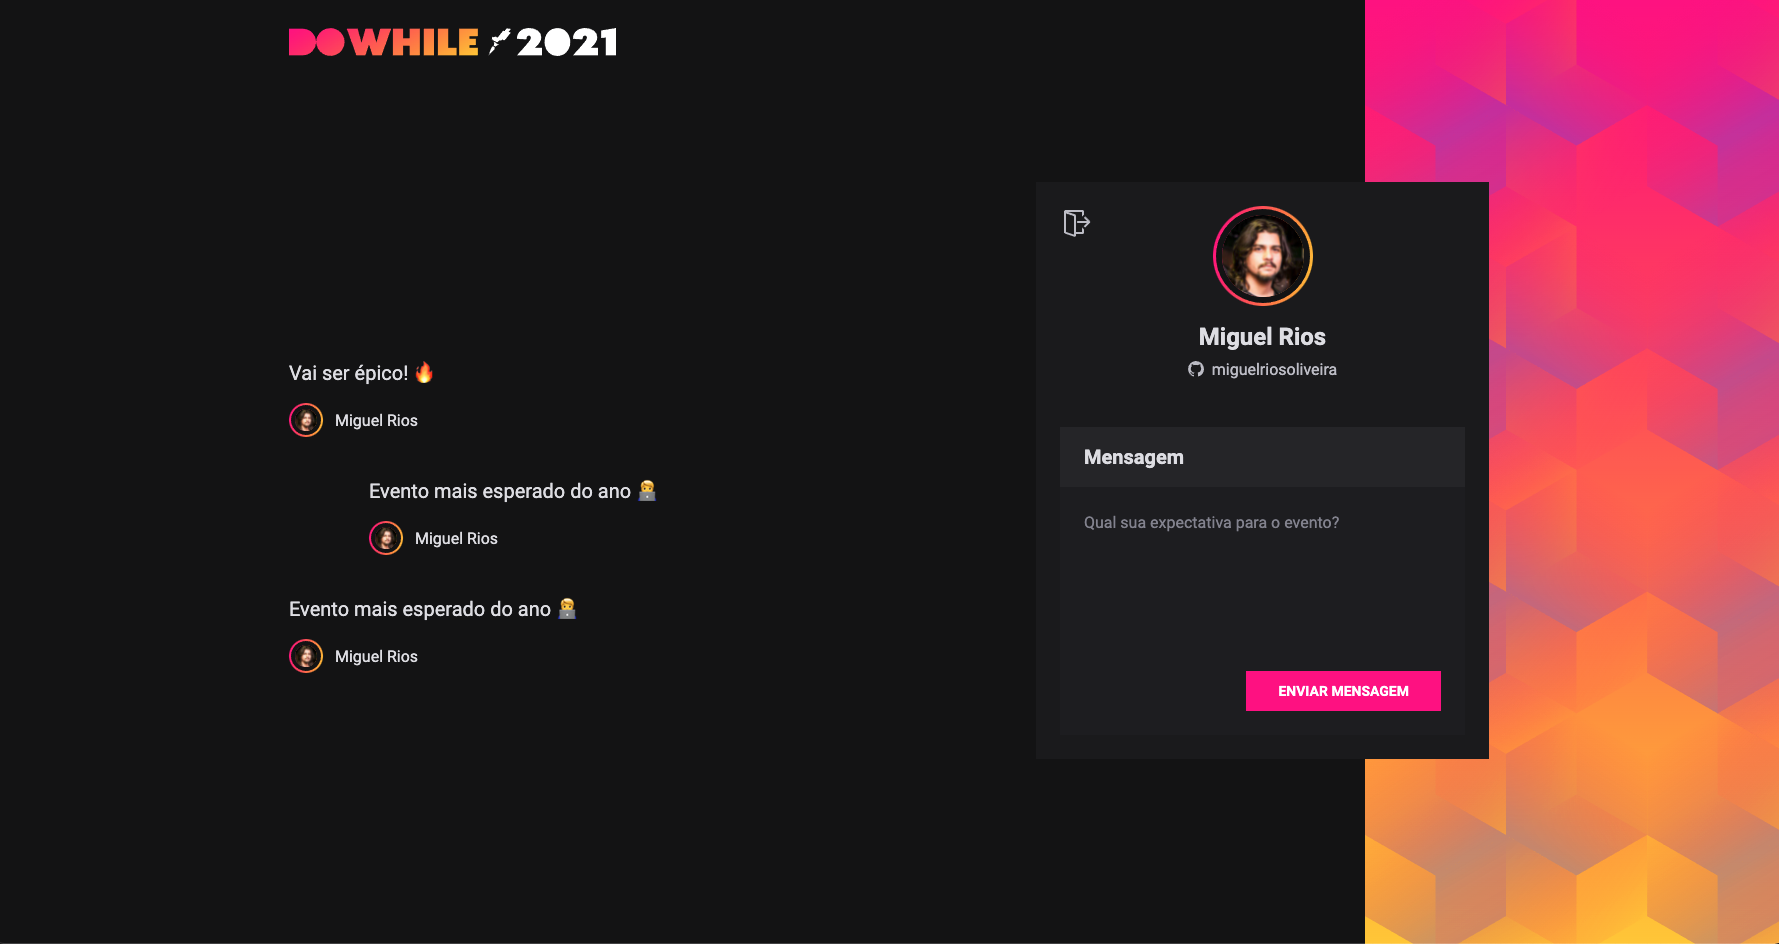 DOWHILE 2021
Vai ser épico! 🔥
Miguel Rios
Evento mais esperado do ano 🧑‍💻
Miguel Rios
Evento mais esperado do ano 🧑‍💻
Miguel Rios
Miguel Rios
miguelriosoliveira
Mensagem
Qual sua expectativa para o evento?
ENVIAR MENSAGEM